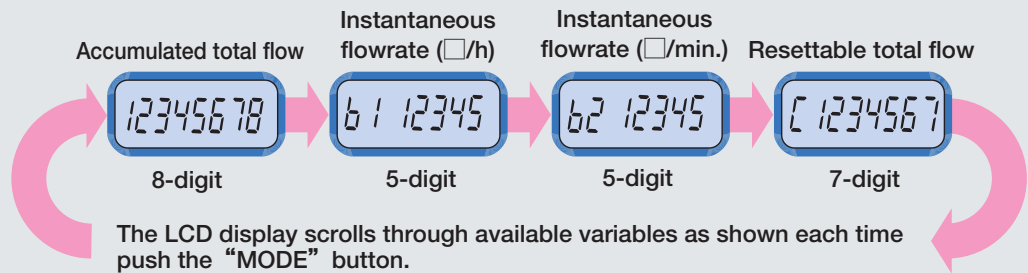 Accumulated total flow
Instantaneous
flowrate (□/h)
Instantaneous
flowrate (□/min.)
Resettable total flow
12345678
b1 12345
b2 12345
C 1234567
8-digit
5-digit
5-digit
7-digit
The LCD display scrolls through available variables as shown each time
push the “MODE” button.